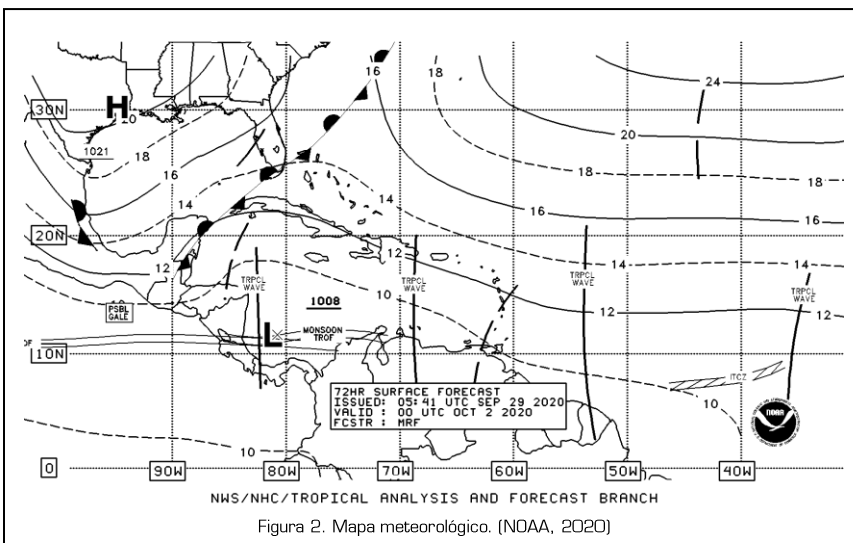 16
18
24
30N
H
20
1021
18
20
16
14
18
14
16
20N
12
12
14
TRPCL
WAVE
TRPCL
WAVE
TRPCL
WAVE
TRPCL
WAVE
10
PSBL
GALE
1008
12
12
L
MONSOON
TROF
OF
10N
ITCZ
10
72HR SURFACE FORECAST
ISSUED: 05:41 UTC SEP 29 2020
VALID : 00 UTC OCT 2 2020
FCSTR : MRF
NOAA
10
0
90W
80W
70W
60W
50W
40W
NWS/NHC/TROPICAL ANALYSIS AND FORECAST BRANCH
Figura 2. Mapa meteorológico. (NOAA, 2020)